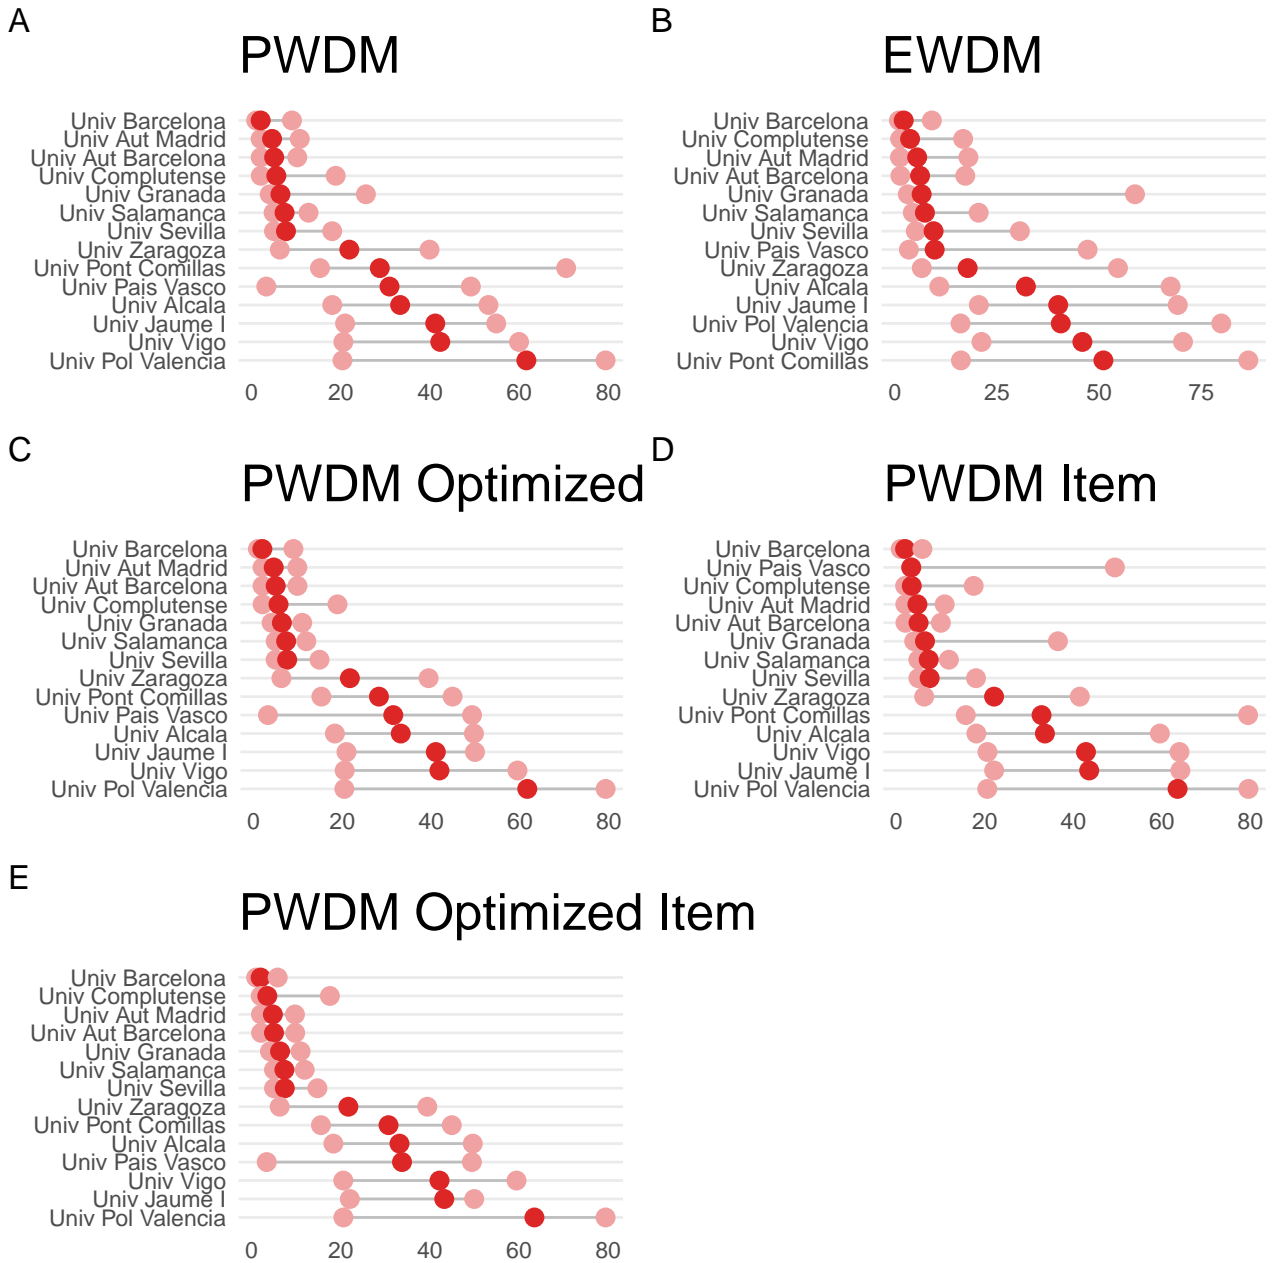 A
PWDM
Univ Barcelona
Univ Aut Madrid
Univ Aut Barcelona
Univ Complutense
Univ Granada
Univ Salamanca
Univ Sevilla
Univ Zaragoza
Univ Pont Comillas
Univ Pais Vasco
Univ Alcala
Univ Jaume I
Univ Vigo
Univ Pol Valencia
0 20 40 60 80
B
EWDM
Univ Barcelona
Univ Complutense
Univ Aut Madrid
Univ Aut Barcelona
Univ Granada
Univ Salamanca
Univ Sevilla
Univ Pais Vasco
Univ Zaragoza
Univ Alcala
Univ Jaume I
Univ Pol Valencia
Univ Vigo
Univ Pont Comillas
0 25 50 75
C
PWDM Optimized
Univ Barcelona
Univ Aut Madrid
Univ Aut Barcelona
Univ Complutense
Univ Granada
Univ Salamanca
Univ Sevilla
Univ Zaragoza
Univ Pont Comillas
Univ Pais Vasco
Univ Alcala
Univ Jaume I
Univ Vigo
Univ Pol Valencia
0 20 40 60 80
D
PWDM Item
Univ Barcelona
Univ Pais Vasco
Univ Complutense
Univ Aut Madrid
Univ Aut Barcelona
Univ Granada
Univ Salamanca
Univ Sevilla
Univ Zaragoza
Univ Pont Comillas
Univ Alcala
Univ Vigo
Univ Jaume I
Univ Pol Valencia
0 20 40 60 80
E
PWDM Optimized Item
Univ Barcelona
Univ Complutense
Univ Aut Madrid
Univ Aut Barcelona
Univ Granada
Univ Salamanca
Univ Sevilla
Univ Zaragoza
Univ Pont Comillas
Univ Alcala
Univ Pais Vasco
Univ Vigo
Univ Jaume I
Univ Pol Valencia
0 20 40 60 80